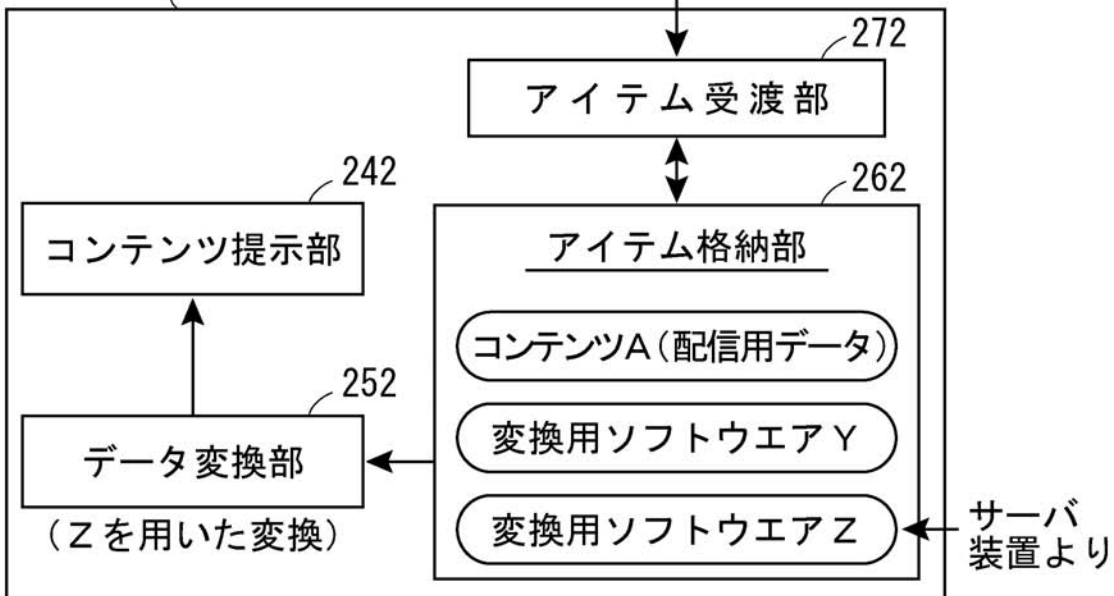 272
アイテム受渡部
242
262
コンテンツ提示部
アイテム格納部
コンテンツA(配信用データ)
252
変換用ソフトウエアY
データ変換部
(Zを用いた変換)
変換用ソフトウエアZ
サーバ
装置より